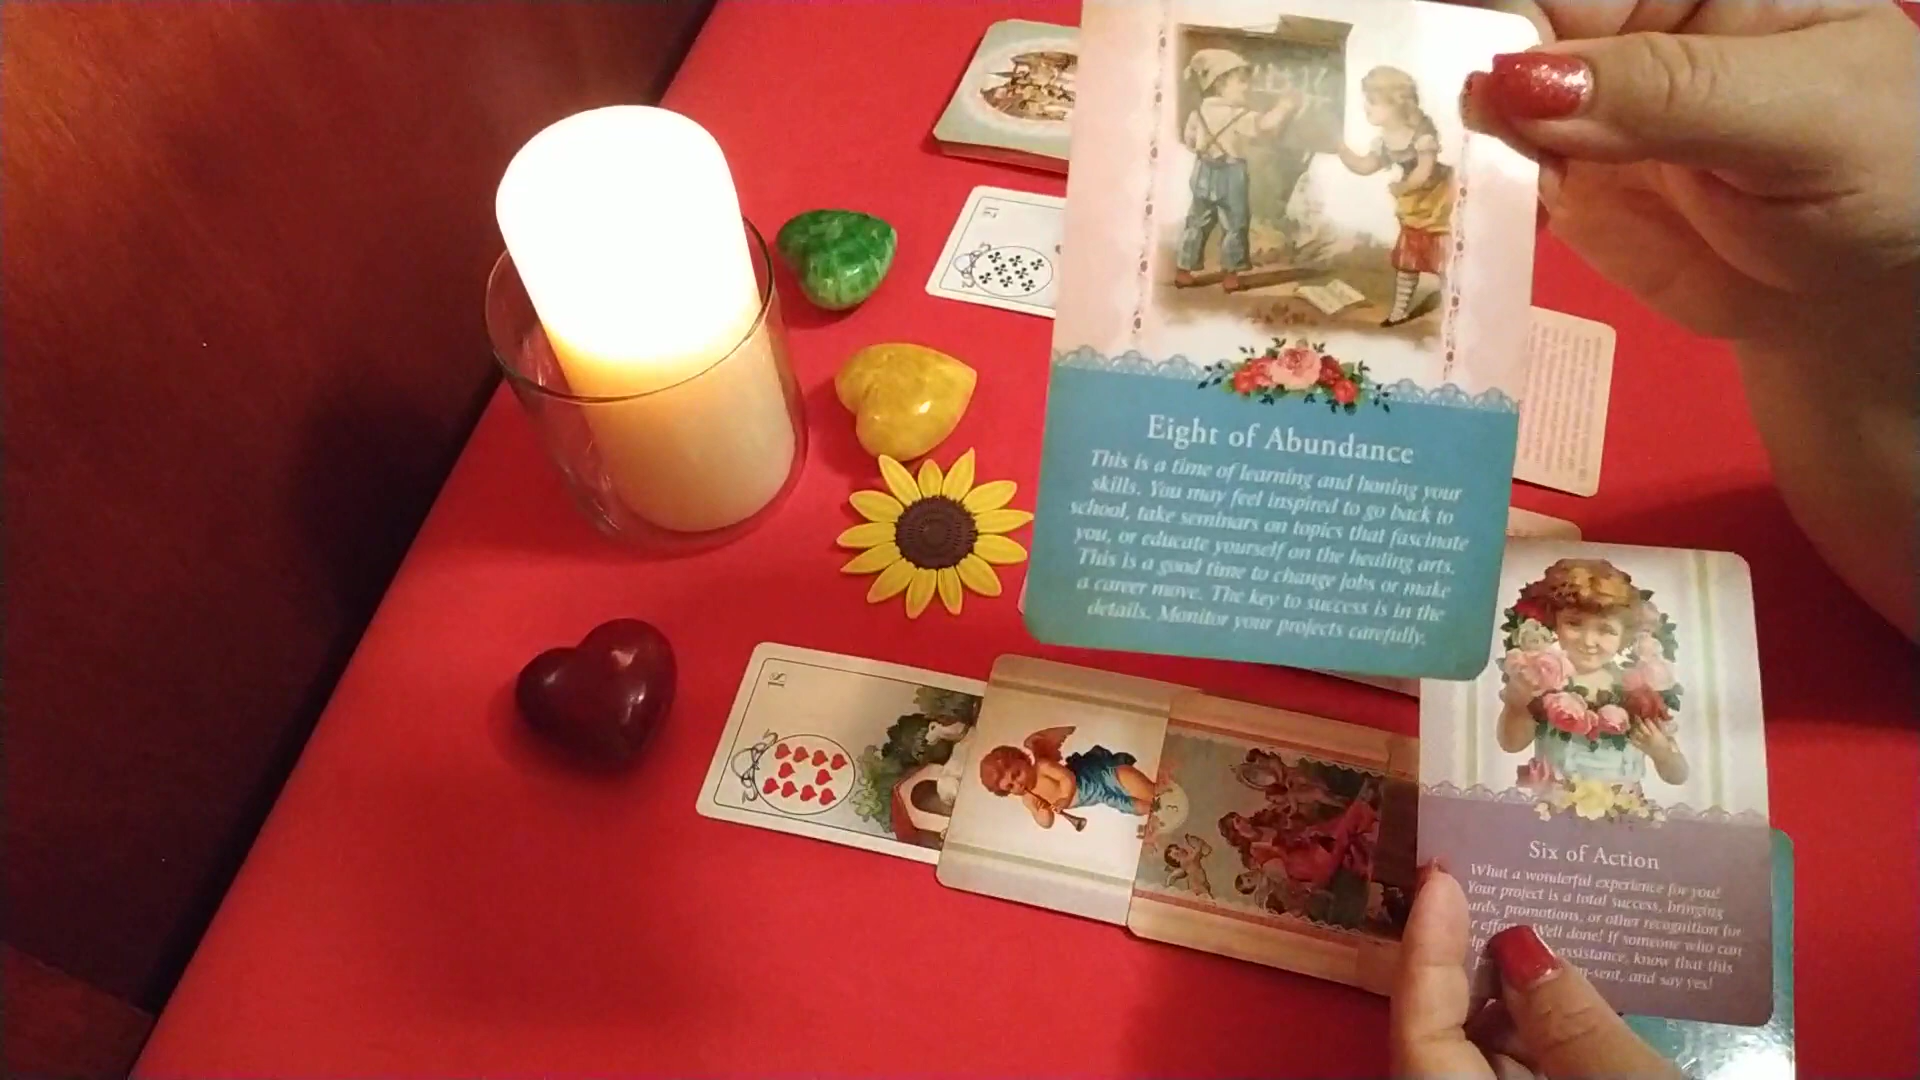 Eight of Abundance
This is a time of learning and honing your
skills. You may feel inspired to go back to
school, take seminars on topics that fascinate
you, or educate yourself on the healing arts.
This is a good time to change jobs or make
a career move. The key to success is in the
details. Monitor your projects carefully.
Six of Action
What a wonderful experience for you!
Your project is a total success, bringing
promotions, or other recognition for
Well done! If someone who can
assistance, know that this
and say yes!